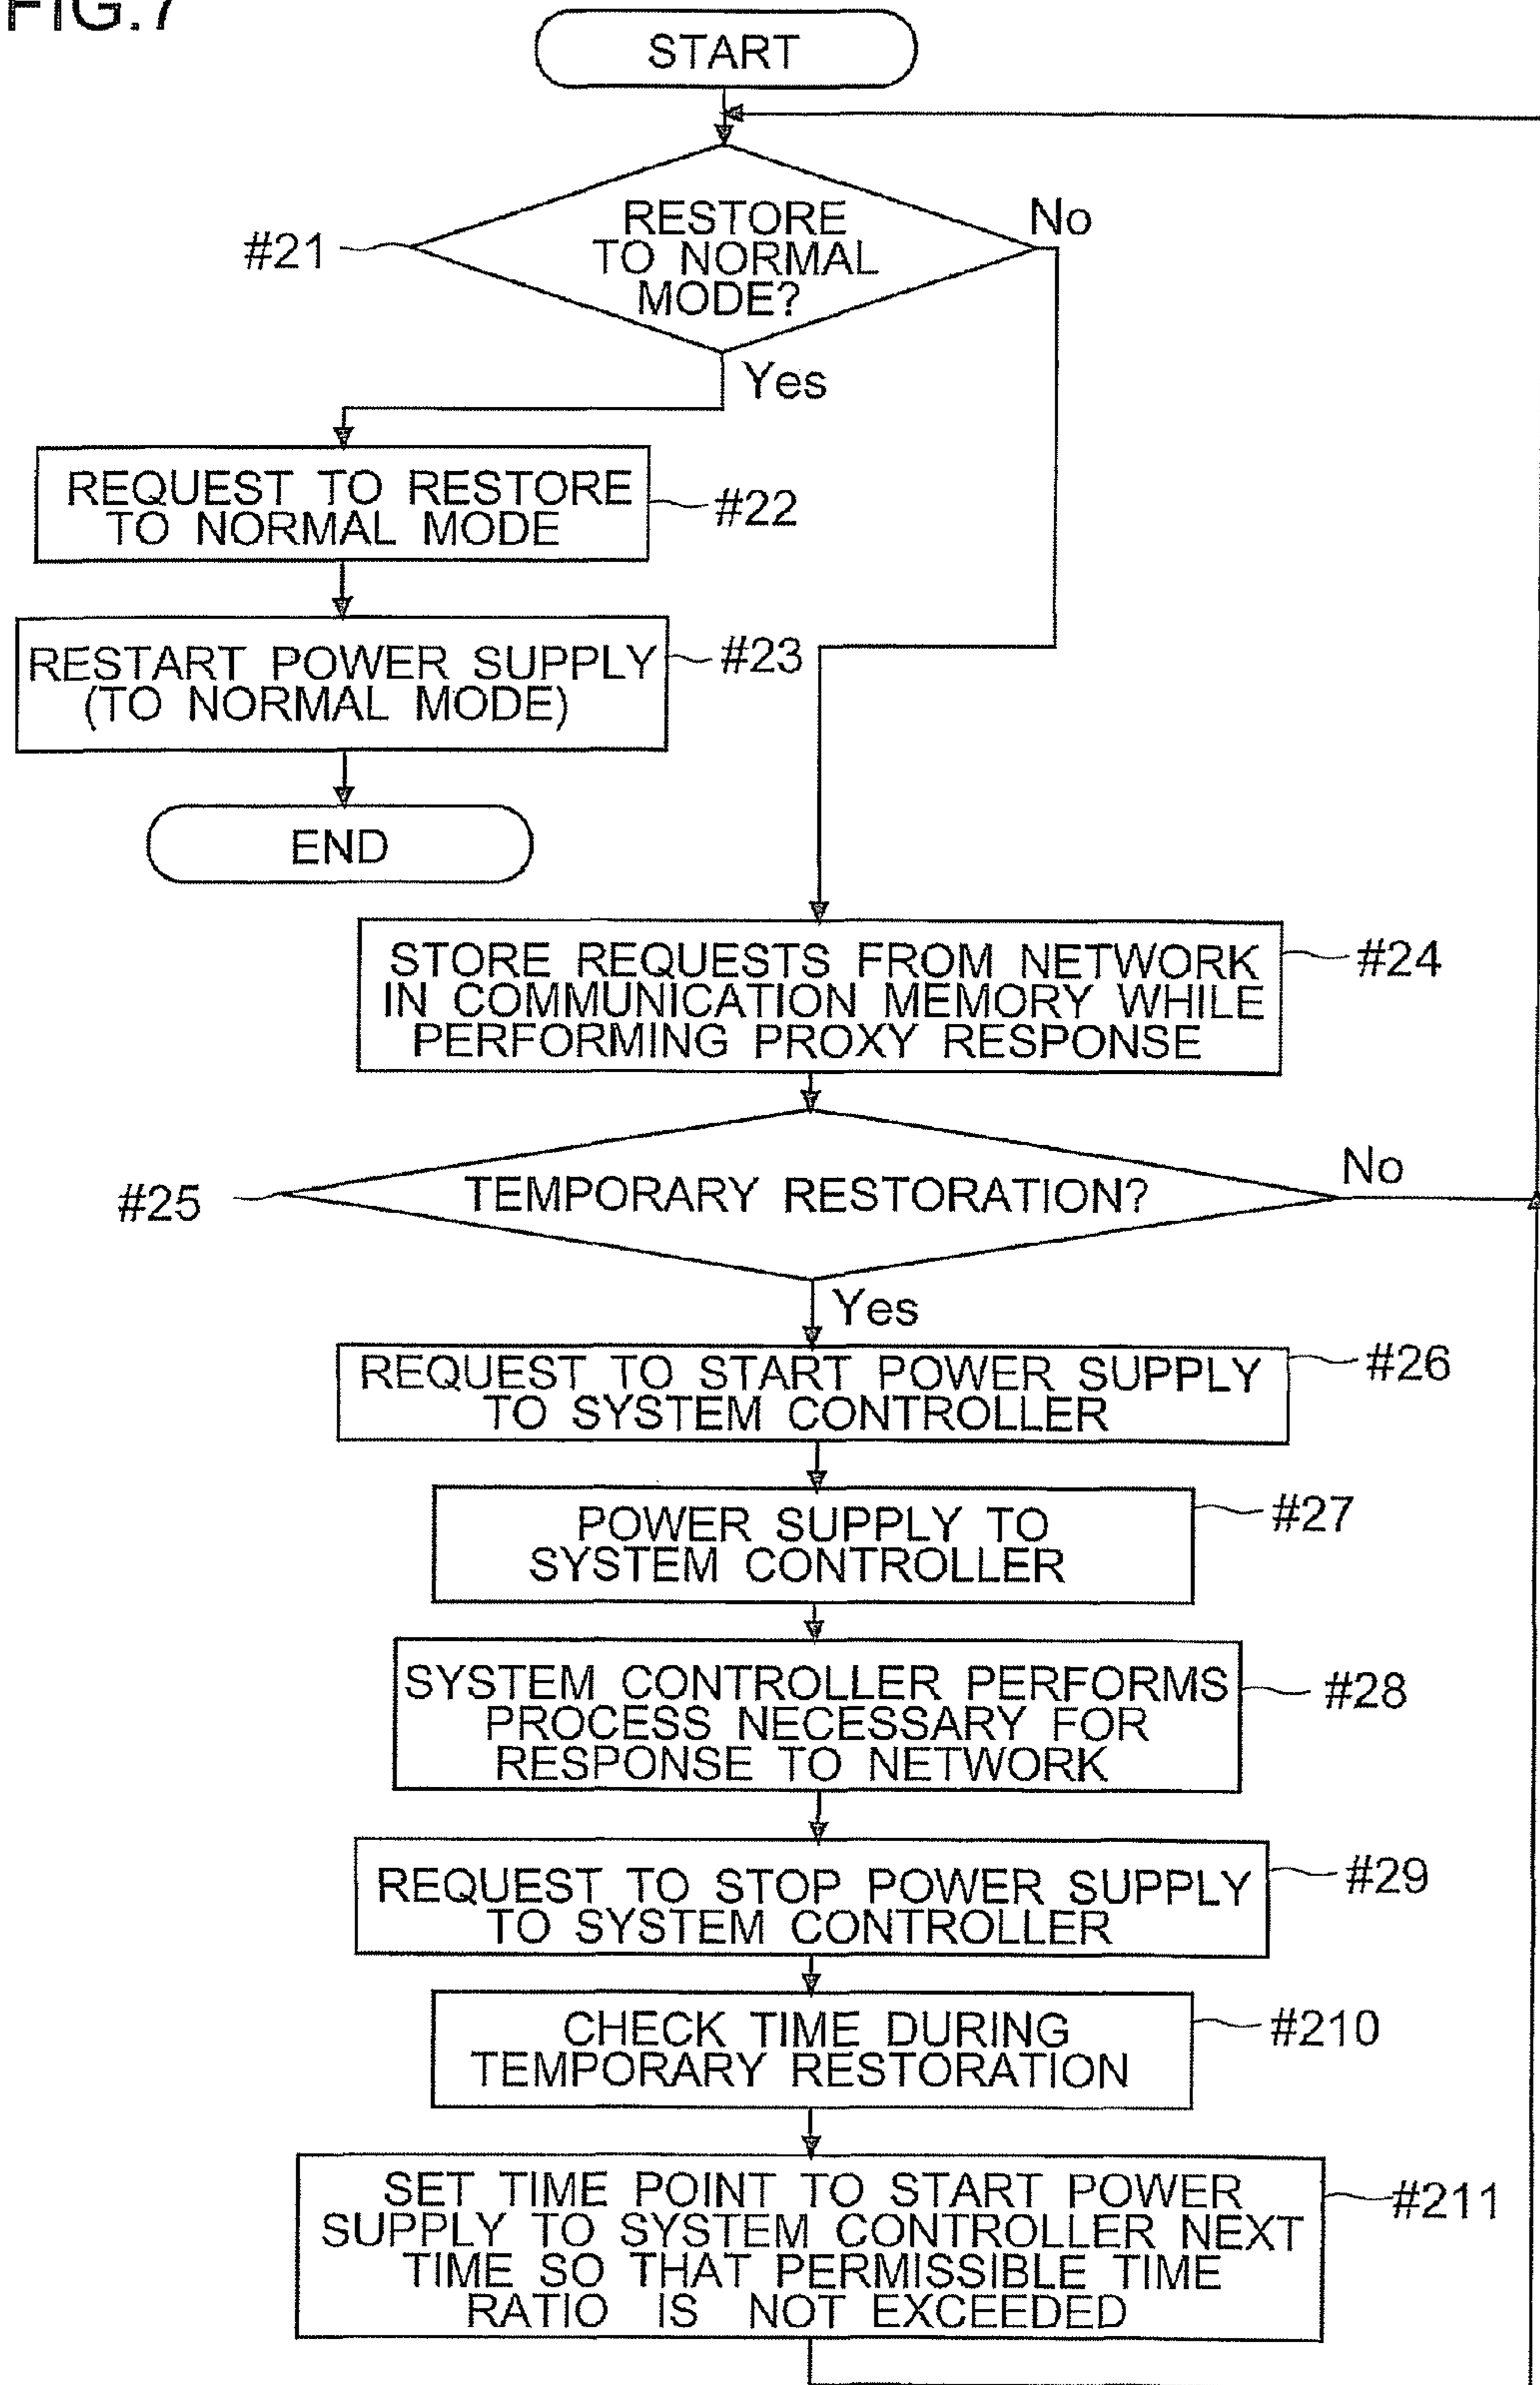 FIG.7
START
RESTORE
TO NORMAL
MODE?
No
#21
Yes
REQUEST TO RESTORE
TO NORMAL MODE
#22
RESTART POWER SUPPLY
(TO NORMAL MODE)
#23
END
STORE REQUESTS FROM NETWORK
IN COMMUNICATION MEMORY WHILE
PERFORMING PROXY RESPONSE
#24
TEMPORARY RESTORATION?
No
#25
Yes
REQUEST TO START POWER SUPPLY
TO SYSTEM CONTROLLER
#26
POWER SUPPLY TO
SYSTEM CONTROLLER
#27
SYSTEM CONTROLLER PERFORMS
PROCESS NECESSARY FOR
RESPONSE TO NETWORK
#28
REQUEST TO STOP POWER SUPPLY
TO SYSTEM CONTROLLER
#29
CHECK TIME DURING
TEMPORARY RESTORATION
#210
SET TIME POINT TO START POWER
SUPPLY TO SYSTEM CONTROLLER NEXT
TIME SO THAT PERMISSIBLE TIME
RATIO IS NOT EXCEEDED
#211